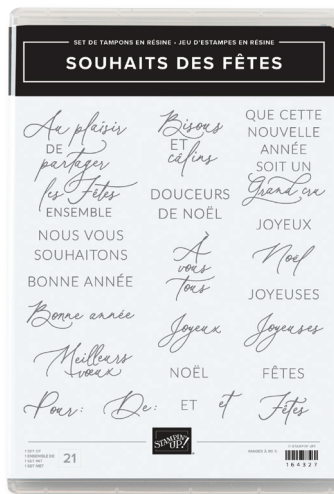 SET DE TAMPONS EN RÉSINE • JEU D'ESTAMPES EN RÉSINE
SOUHAITS DES FÊTES
Au plaisir
DE
partager
les Fêtes
ENSEMBLE
NOUS VOUS
SOUHAITONS
BONNE ANNÉE
Bonne année
Meilleurs
vœux
Pour:
De:
Bisous
ET
câlins
DOUCEURS
DE NOËL
À
vous
tous
Joyeux
NOËL
ET
et
QUE CETTE
NOUVELLE
ANNÉE
SOIT UN
Grand cru
JOYEUX
Noël
JOYEUSES
Joyeuses
FÊTES
Fêtes
21
STAMPIN' UP!
© STAMPIN' UP!
164327